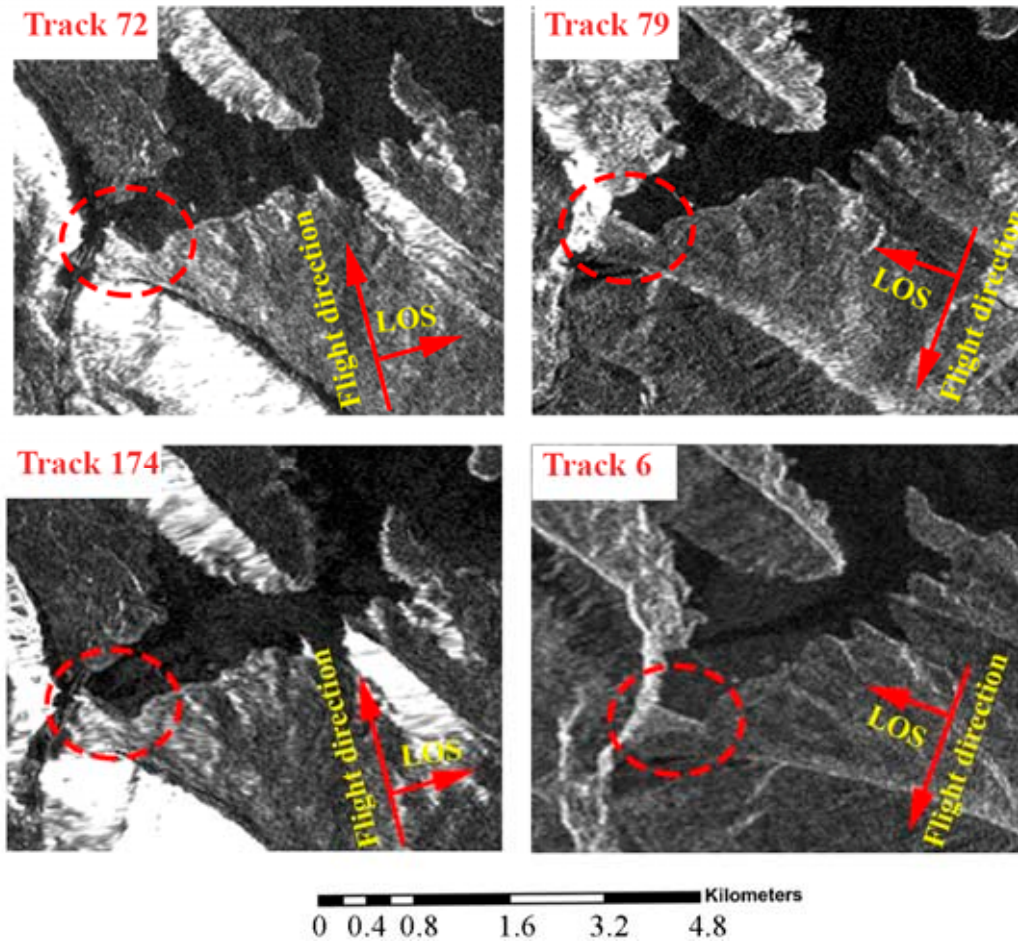 Track 72
Flight direction
LOS
Track 79
LOS
Flight direction
Track 174
Flight direction
LOS
Track 6
LOS
Flight direction
Kilometers
0 0.4 0.8 1.6 3.2 4.8